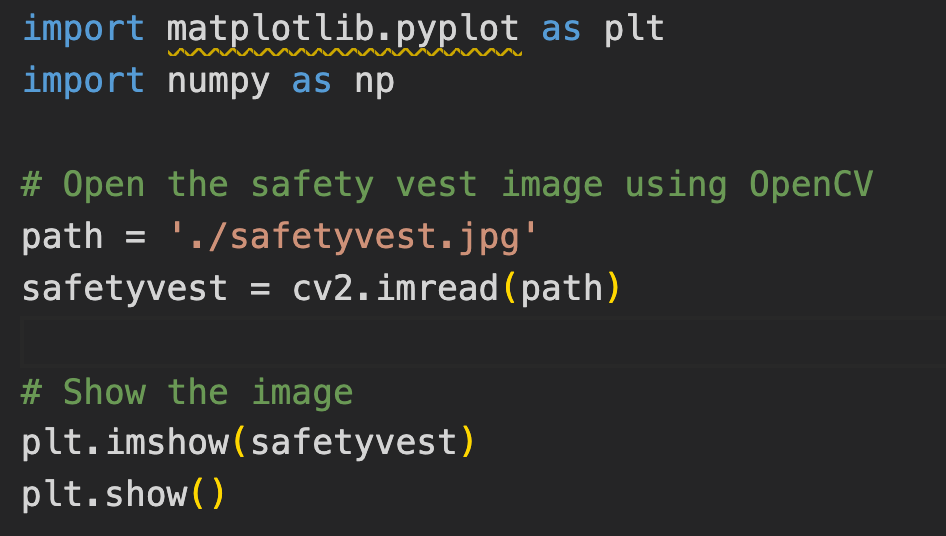 import matplotlib.pyplot as plt
import numpy as np
# Open the safety vest image using OpenCV
path = './safetyvest.jpg'
safetyvest = cv2.imread(path)
# Show the image
plt.imshow(safetyvest)
plt.show()